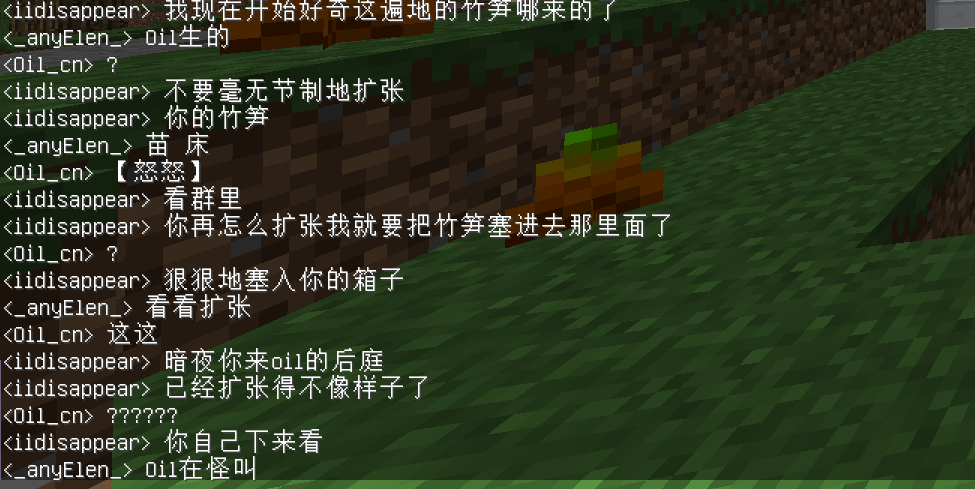 <iidisappear> 我现在开始好奇这遍地的竹笋哪来的了
<_anyElen_> Oil生的
<Oil_cn> ?
<iidisappear> 不要毫无节制地扩张
<iidisappear> 你的竹笋
<_anyElen_> 苗 床
<Oil_cn> 【怒怒】
<iidisappear> 看群里
<iidisappear> 你再怎么扩张我就要把竹笋塞进去那里面了
<Oil_cn> ?
<iidisappear> 狠狠地塞入你的箱子
<_anyElen_> 看看扩张
<Oil_cn> 这这
<iidisappear> 暗夜你来oil的后庭
<iidisappear> 已经扩张得不像样子了
<Oil_cn> ??????
<iidisappear> 你自己下来看
<_anyElen_> Oil在怪叫